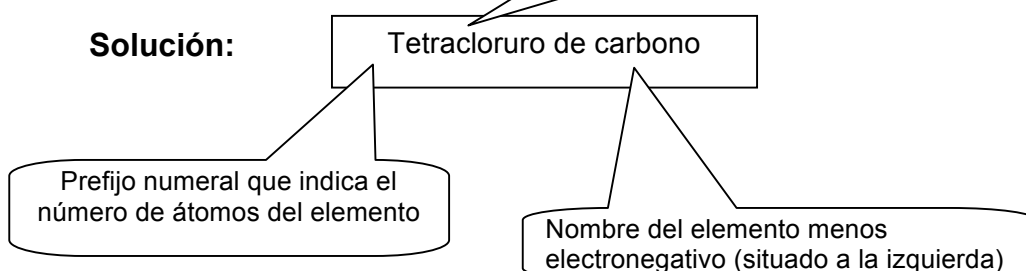 Solución:
Tetracloruro de carbono
Prefijo numeral que indica el
número de átomos del elemento
Nombre del elemento menos
electronegativo (situado a la izquierda)